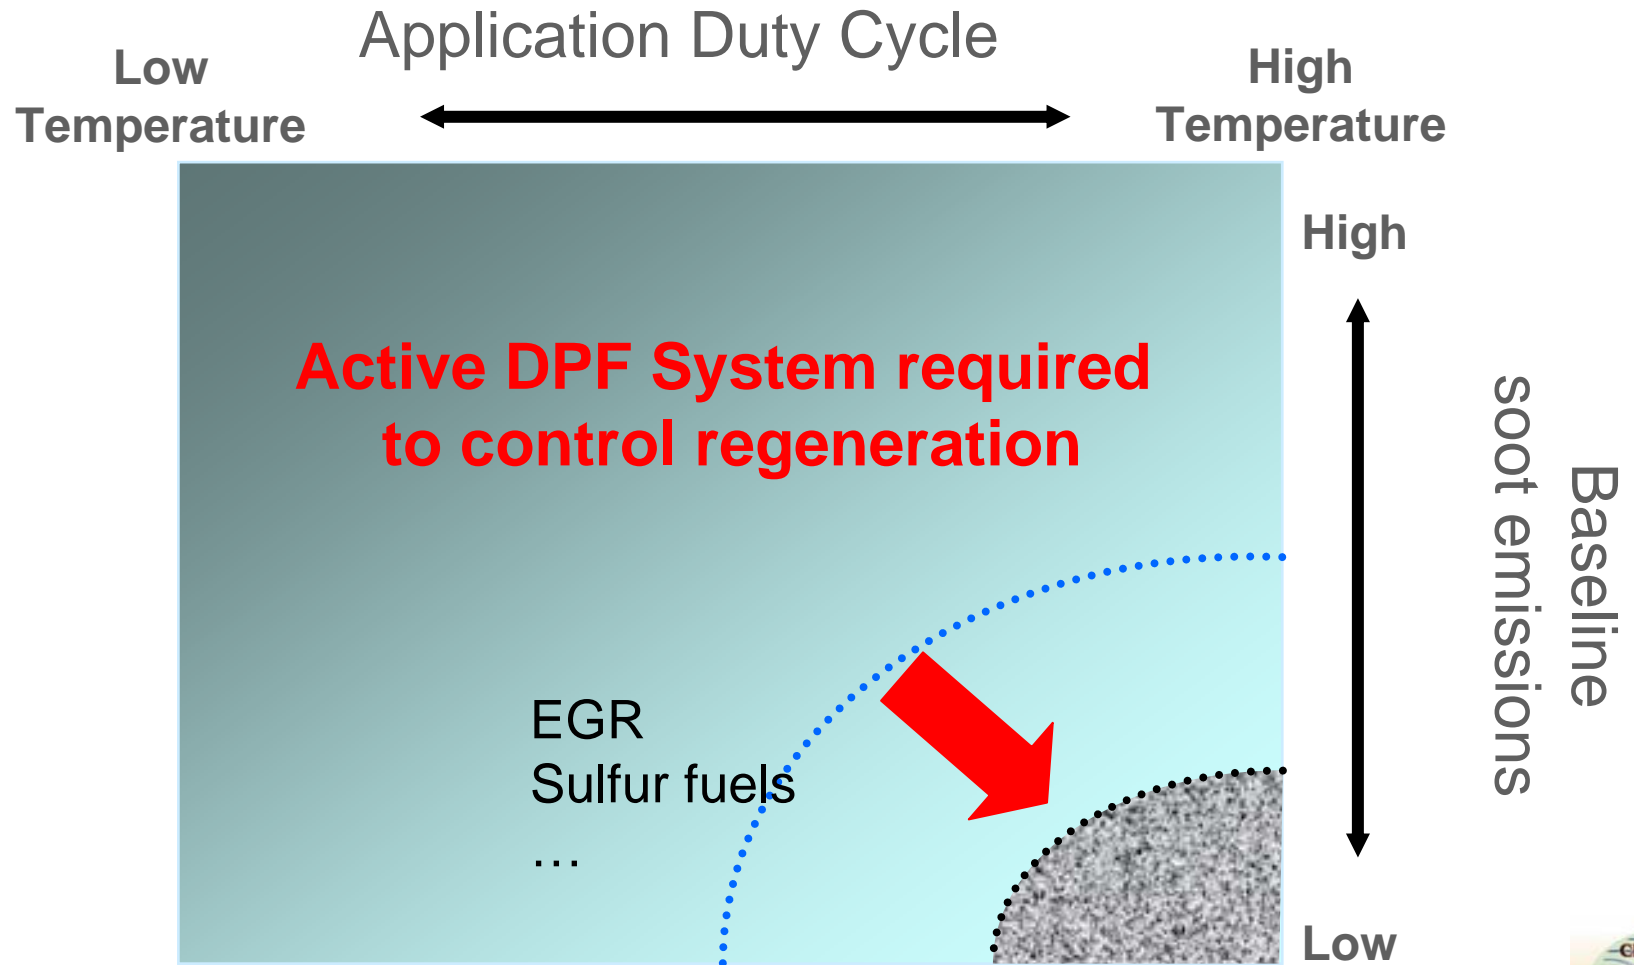 Application Duty Cycle
Low
Temperature
High
Temperature
High
Active DPF System required
to control regeneration
Baseline
soot emissions
EGR
Sulfur fuels
…
Low